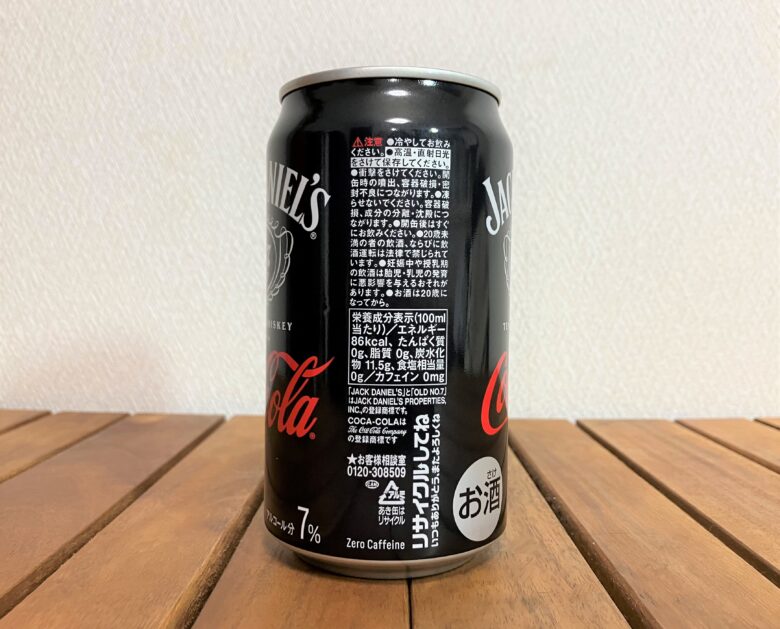 ⚠注意 ●冷やしてお飲み
ください。●高温・直射日光
をさけて保存してください。
●衝撃をさけてください。開
缶時の噴出、容器破損・密
封不良につながります。●凍
らせないでください。容器破
損、成分の分離・沈殿につ
ながります。●開缶後はすぐ
にお飲みください。●20歳未
満の者の飲酒、ならびに飲
酒運転は法律で禁じられ
ています。●妊娠中や授乳期
の飲酒は胎児・乳児の発育
に悪影響を与えるおそれが
あります。●お酒は20歳に
なってから。
栄養成分表示(100ml
当たり)/エネルギー
86kcal、たんぱく質
0g、脂質 0g、炭水化
物 11.5g、食塩相当量
0g/カフェイン 0mg
「JACK DANIEL'S」と「OLD NO.7」
はJACK DANIEL'S PROPERTIES,
INC.の登録商標です。
COCA-COLAは
The Coca-Cola Company
の登録商標です
★お客様相談室
0120-308509
アルミ
あき缶は
リサイクル
Zero Caffeine
リサイクルしてね
いつもありがとう、またよろしくね
さけ
お酒
DANIEL'S®
WHISKEY
Cola®
アルコール分 7%
JAC
TE
Co